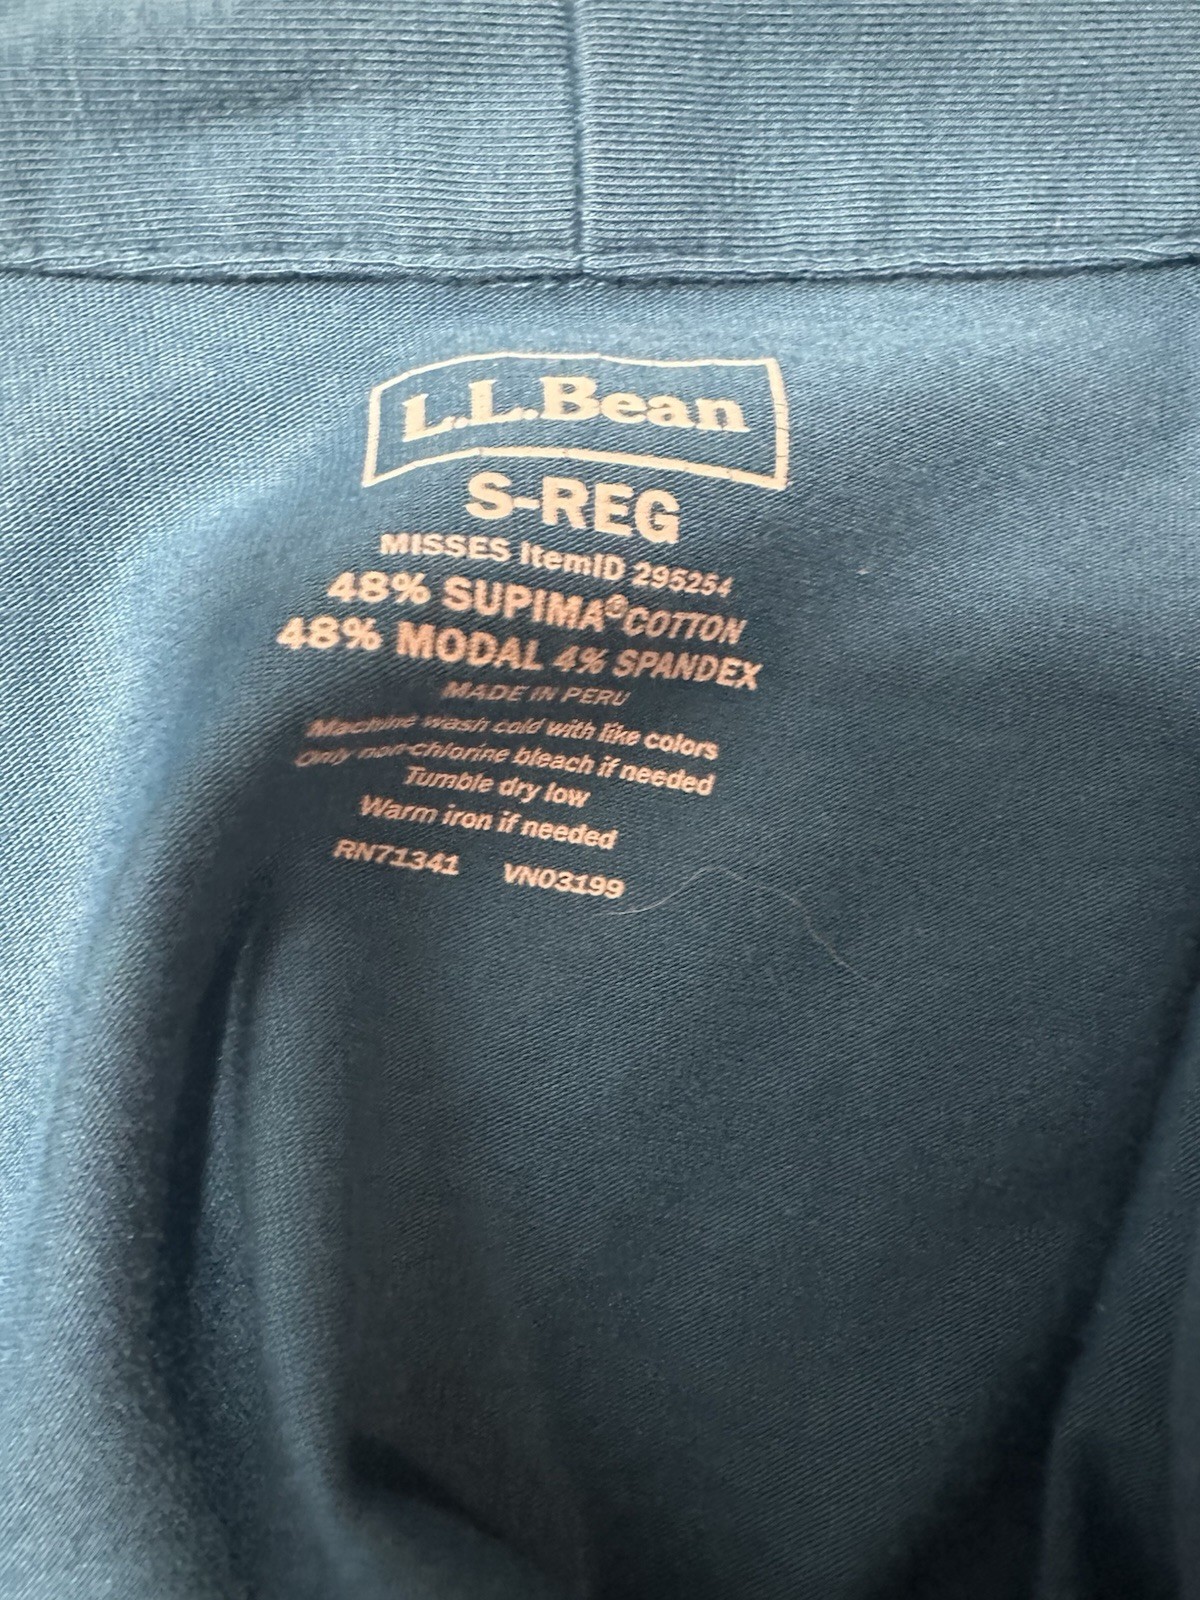 L.L.Bean
S-REG
MISSES ItemID 295254
48% SUPIMA® COTTON
48% MODAL 4% SPANDEX
MADE IN PERU
Machine wash cold with like colors
Only non-chlorine bleach if needed
Tumble dry low
Warm iron if needed
RN71341 VN03199